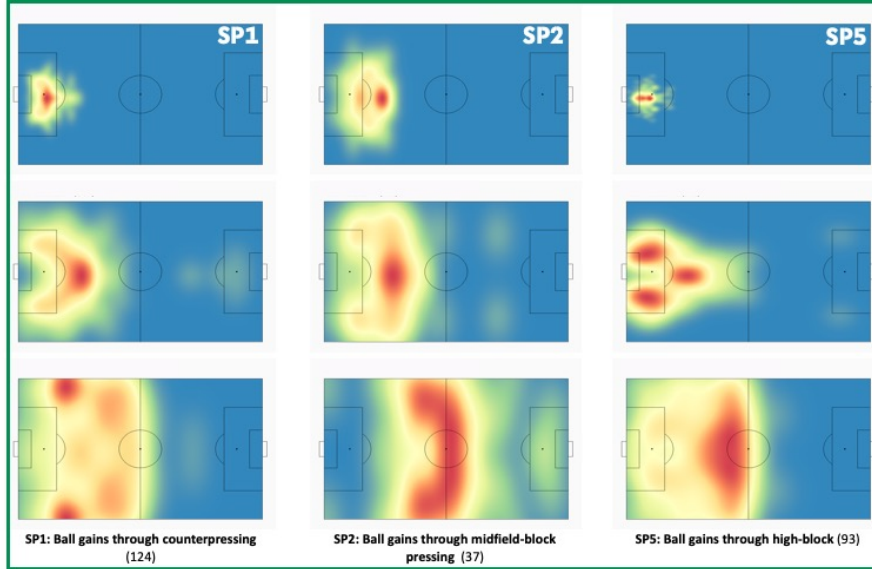 SP1
SP2
SP5
SP1: Ball gains through counterpressing
(124)
SP2: Ball gains through midfield-block
pressing (37)
SP5: Ball gains through high-block (93)